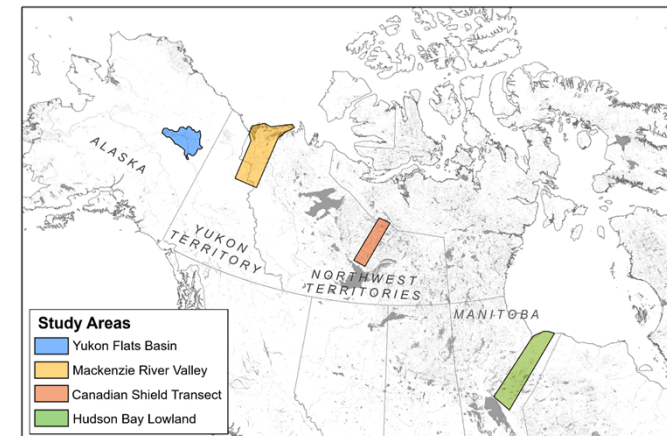 ALASKA
YUKON
TERRITORY
NORTHWEST
TERRITORIES
MANITOBA
Study Areas
Yukon Flats Basin
Mackenzie River Valley
Canadian Shield Transect
Hudson Bay Lowland